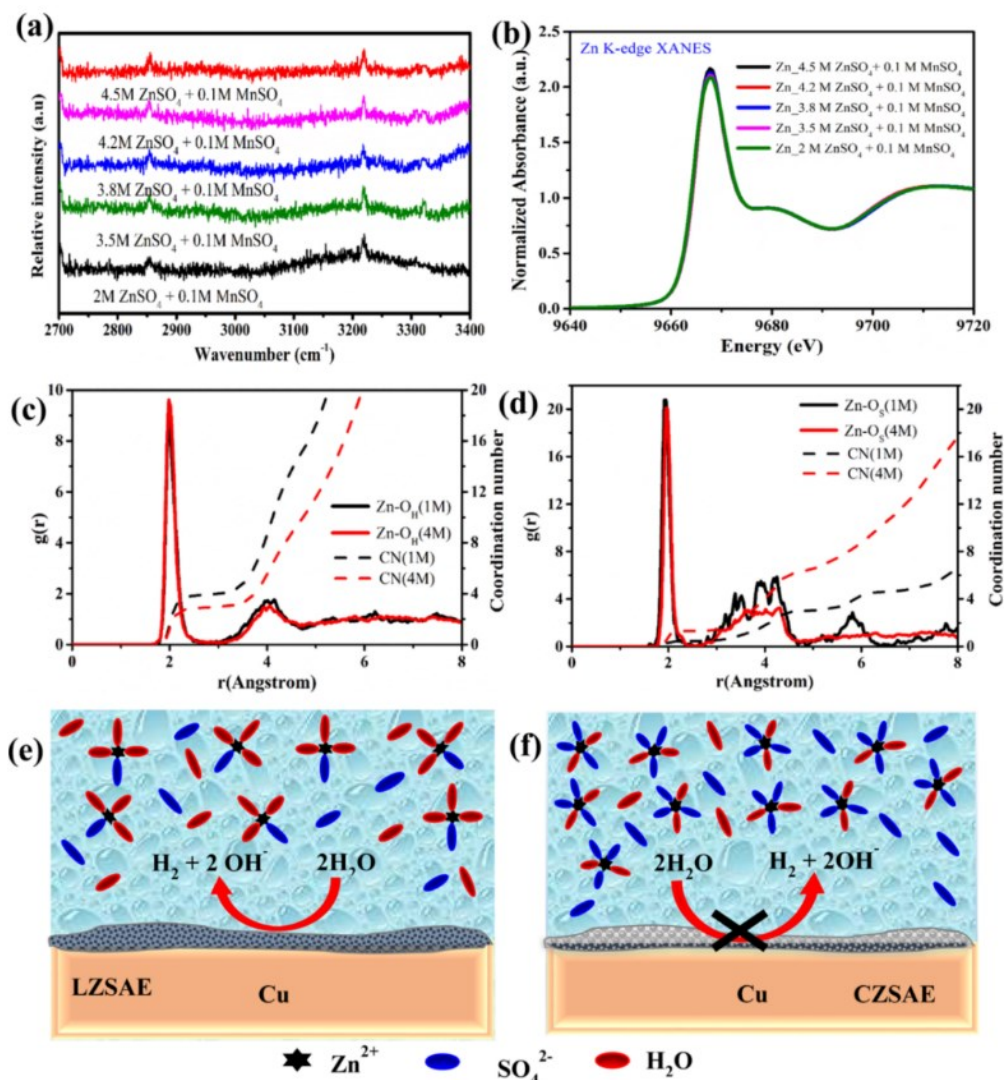 (a)
Relative intensity (a.u)
4.5M ZnSO₄ + 0.1M MnSO₄
4.2M ZnSO₄ + 0.1M MnSO₄
3.8M ZnSO₄ + 0.1M MnSO₄
3.5M ZnSO₄ + 0.1M MnSO₄
2M ZnSO₄ + 0.1M MnSO₄
2700 2800 2900 3000 3100 3200 3300 3400
Wavenumber (cm⁻¹)
(b)
Normalized Absorbance (a.u.)
Zn K-edge XANES
Zn_4.5 M ZnSO₄+ 0.1 M MnSO₄
Zn_4.2 M ZnSO₄ + 0.1 M MnSO₄
Zn_3.8 M ZnSO₄ + 0.1 M MnSO₄
Zn_3.5 M ZnSO₄ + 0.1 M MnSO₄
Zn_2 M ZnSO₄ + 0.1 M MnSO₄
2.5
2.0
1.5
1.0
0.5
0.0
9640 9660 9680 9700 9720
Energy (eV)
(c)
g(r)
10
8
6
4
2
0
Zn-O_H(1M)
Zn-O_H(4M)
CN(1M)
CN(4M)
20
16
12
8
4
0
Coordination number
0 2 4 6 8
r(Angstrom)
(d)
g(r)
20
16
12
8
4
0
Zn-O_S(1M)
Zn-O_S(4M)
CN(1M)
CN(4M)
20
16
12
8
4
0
Coordination number
0 2 4 6 8
r(Angstrom)
(e)
H₂ + 2 OH⁻
2H₂O
LZSAE
Cu
(f)
2H₂O
H₂ + 2OH⁻
Cu
CZSAE
Zn²⁺
SO₄²⁻
H₂O